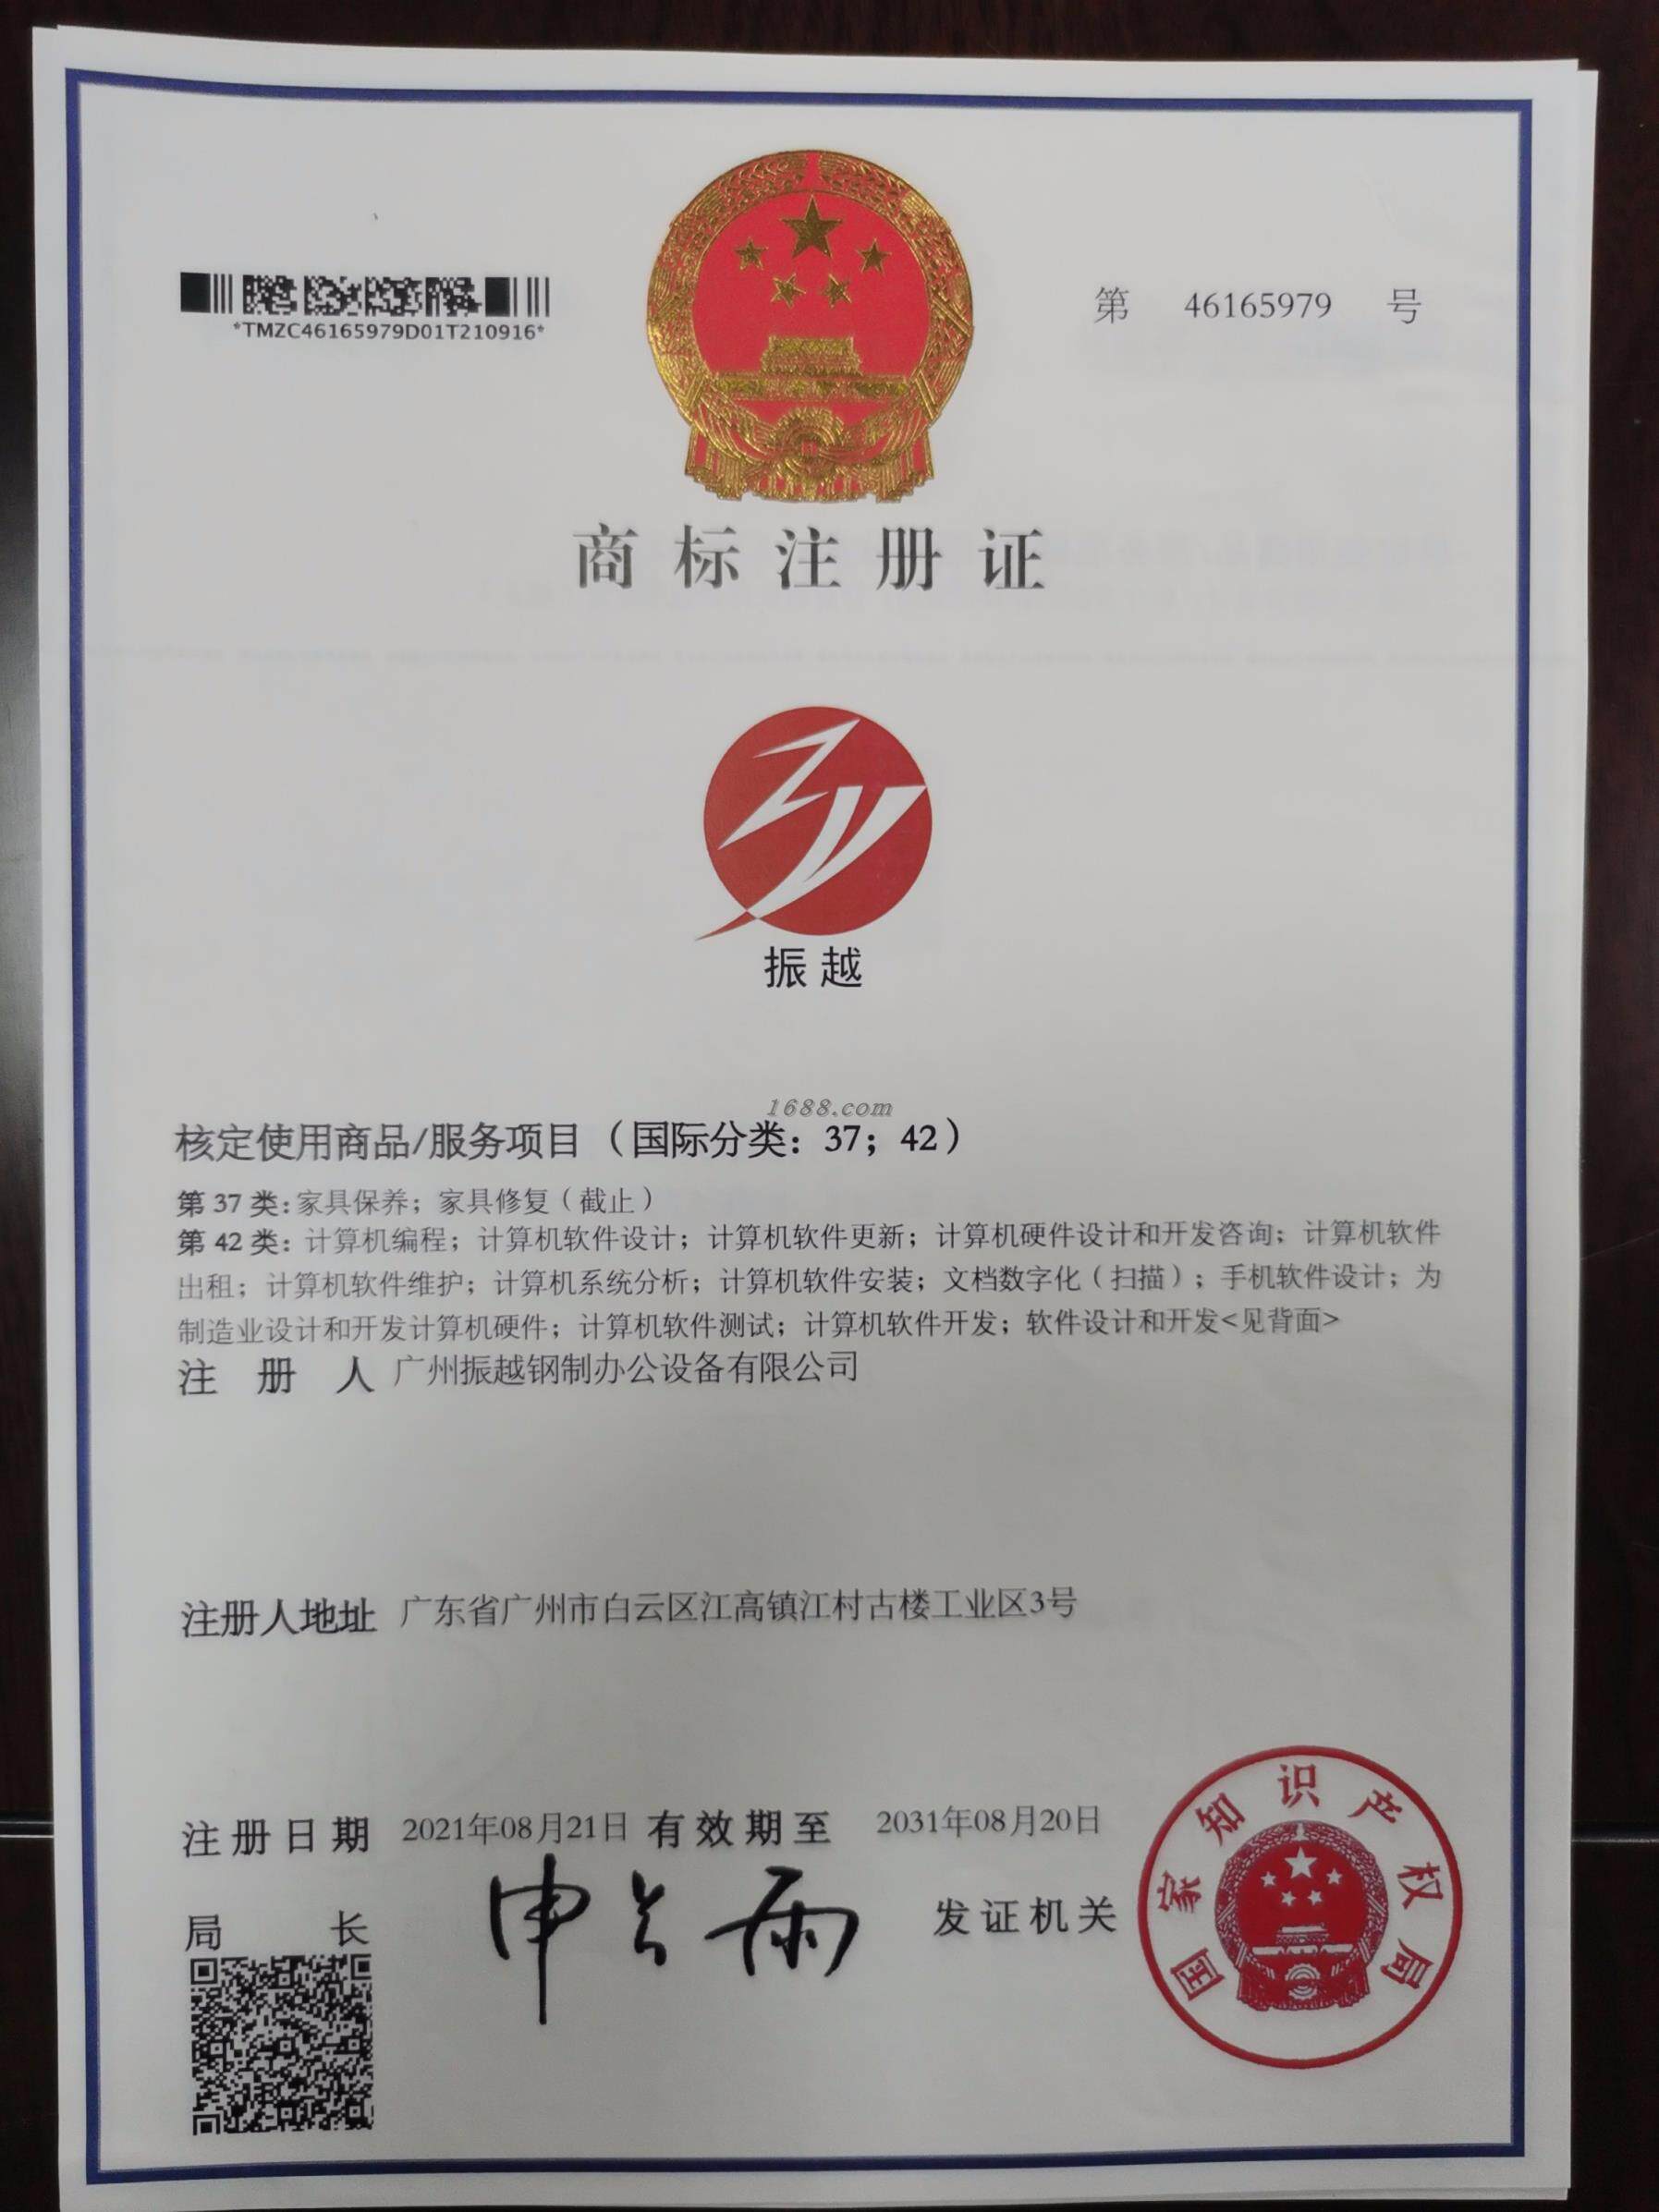 *TMZC46165979D01T210916*
第 46165979 号
商标注册证
振越
1688.com
核定使用商品/服务项目（国际分类：37；42）
第 37 类：家具保养；家具修复（截止）
第 42 类：计算机编程；计算机软件设计；计算机软件更新；计算机硬件设计和开发咨询；计算机软件
出租；计算机软件维护；计算机系统分析；计算机软件安装；文档数字化（扫描）；手机软件设计；为
制造业设计和开发计算机硬件；计算机软件测试；计算机软件开发；软件设计和开发<见背面>
注 册 人 广州振越钢制办公设备有限公司
注册人地址 广东省广州市白云区江高镇江村古楼工业区3号
注册日期 2021年08月21日 有效期至 2031年08月20日
局 长 申长雨 发证机关
国家知识产权局